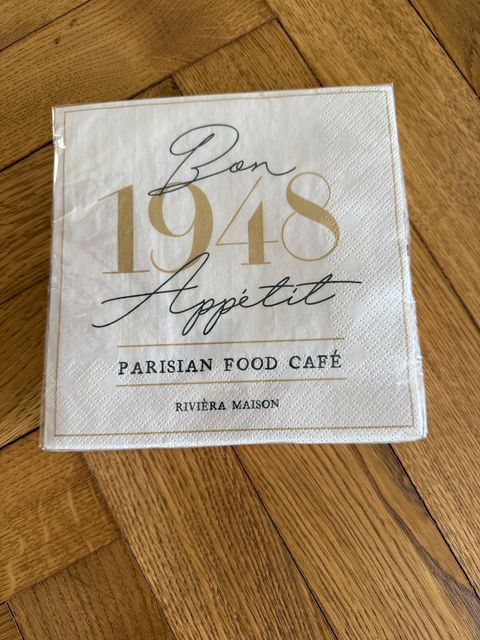 Bon
1948
Appétit
PARISIAN FOOD CAFÉ
RIVIÈRA MAISON